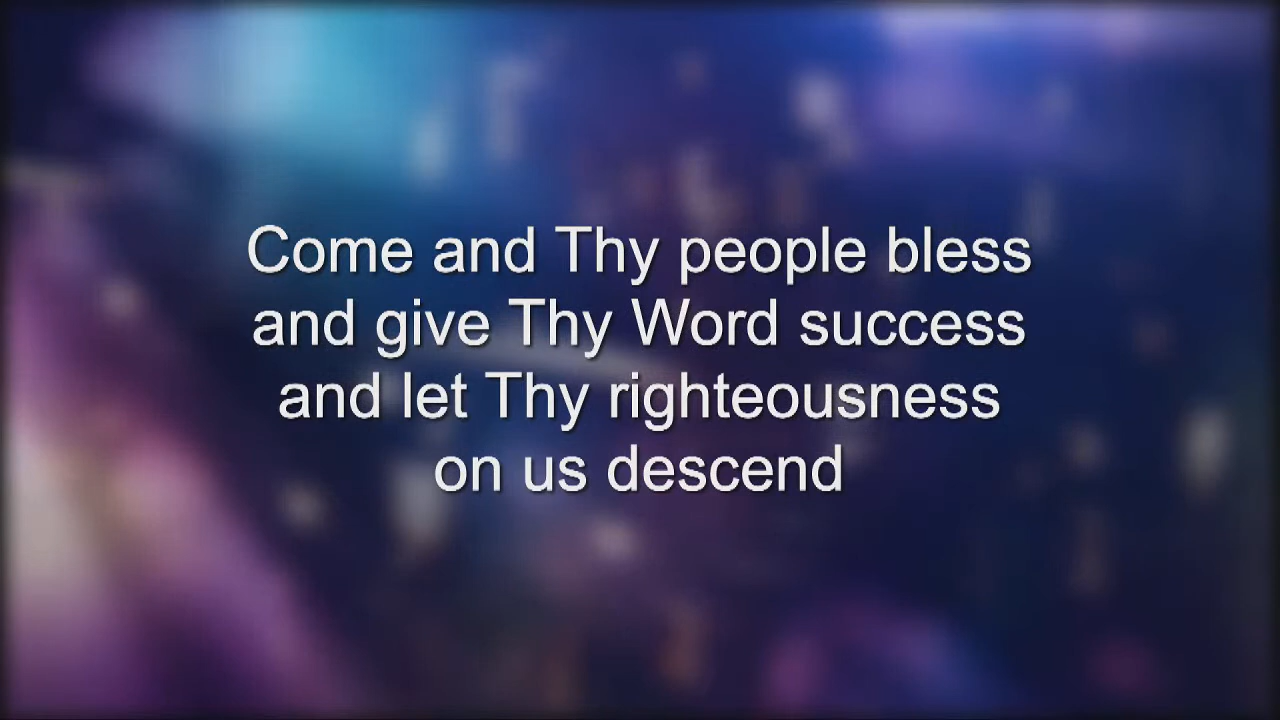 Come and Thy people bless
and give Thy Word success
and let Thy righteousness
on us descend